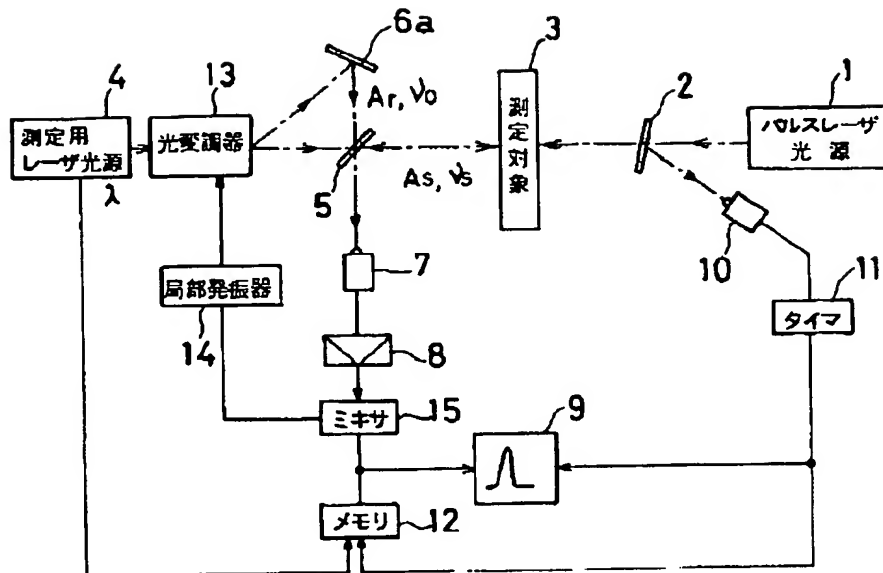 6a
4
13
3
1
2
測定用
レーザ光源
λ
光変調器
Ar, ν0
測定対象
パルスレーザ
光源
5
As, νs
7
10
11
局部発振器
14
タイマ
8
ミキサ
15
9
メモリ
12